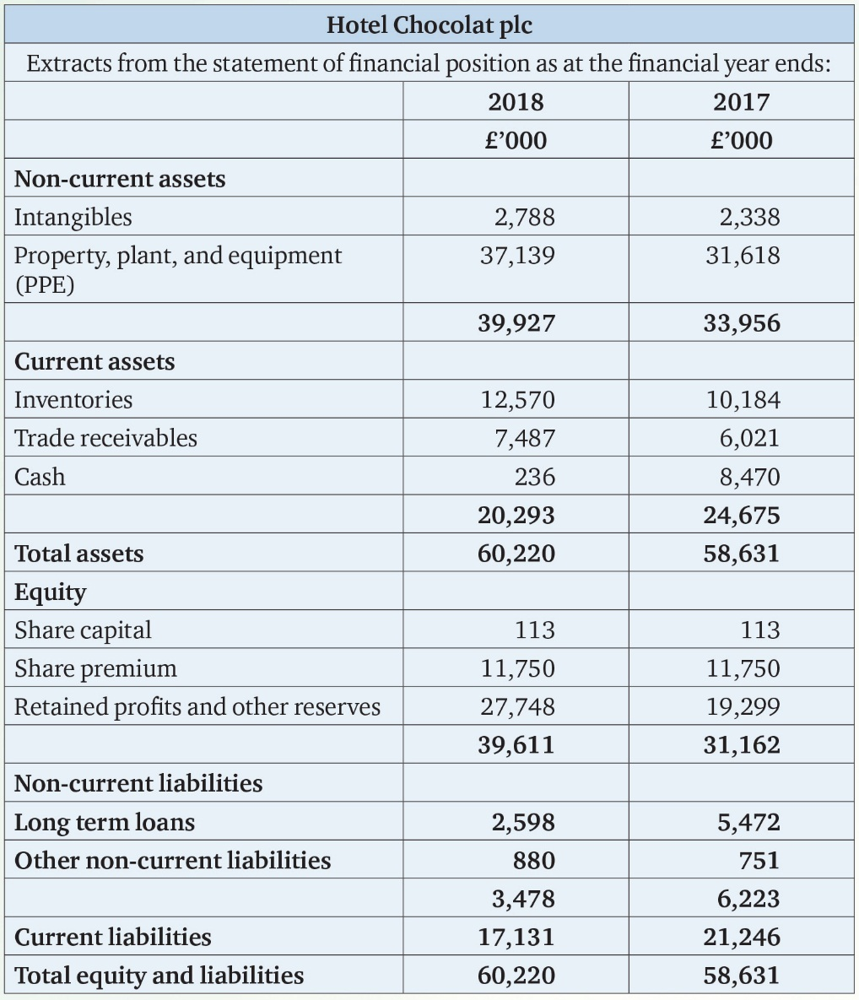 Hotel Chocolat plc
Extracts from the statement of financial position as at the financial year ends:
2018 2017
£’000 £’000
Non-current assets
Intangibles 2,788 2,338
Property, plant, and equipment 37,139 31,618
(PPE)
39,927 33,956
Current assets
Inventories 12,570 10,184
Trade receivables 7,487 6,021
Cash 236 8,470
20,293 24,675
Total assets 60,220 58,631
Equity
Share capital 113 113
Share premium 11,750 11,750
Retained profits and other reserves 27,748 19,299
39,611 31,162
Non-current liabilities
Long term loans 2,598 5,472
Other non-current liabilities 880 751
3,478 6,223
Current liabilities 17,131 21,246
Total equity and liabilities 60,220 58,631